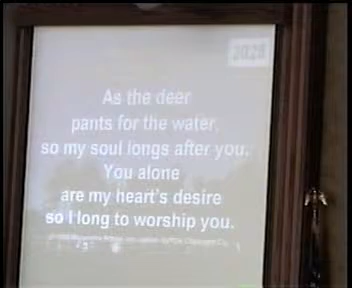 2025
As the deer
pants for the water,
so my soul longs after you.
You alone
are my heart's desire
so I long to worship you.